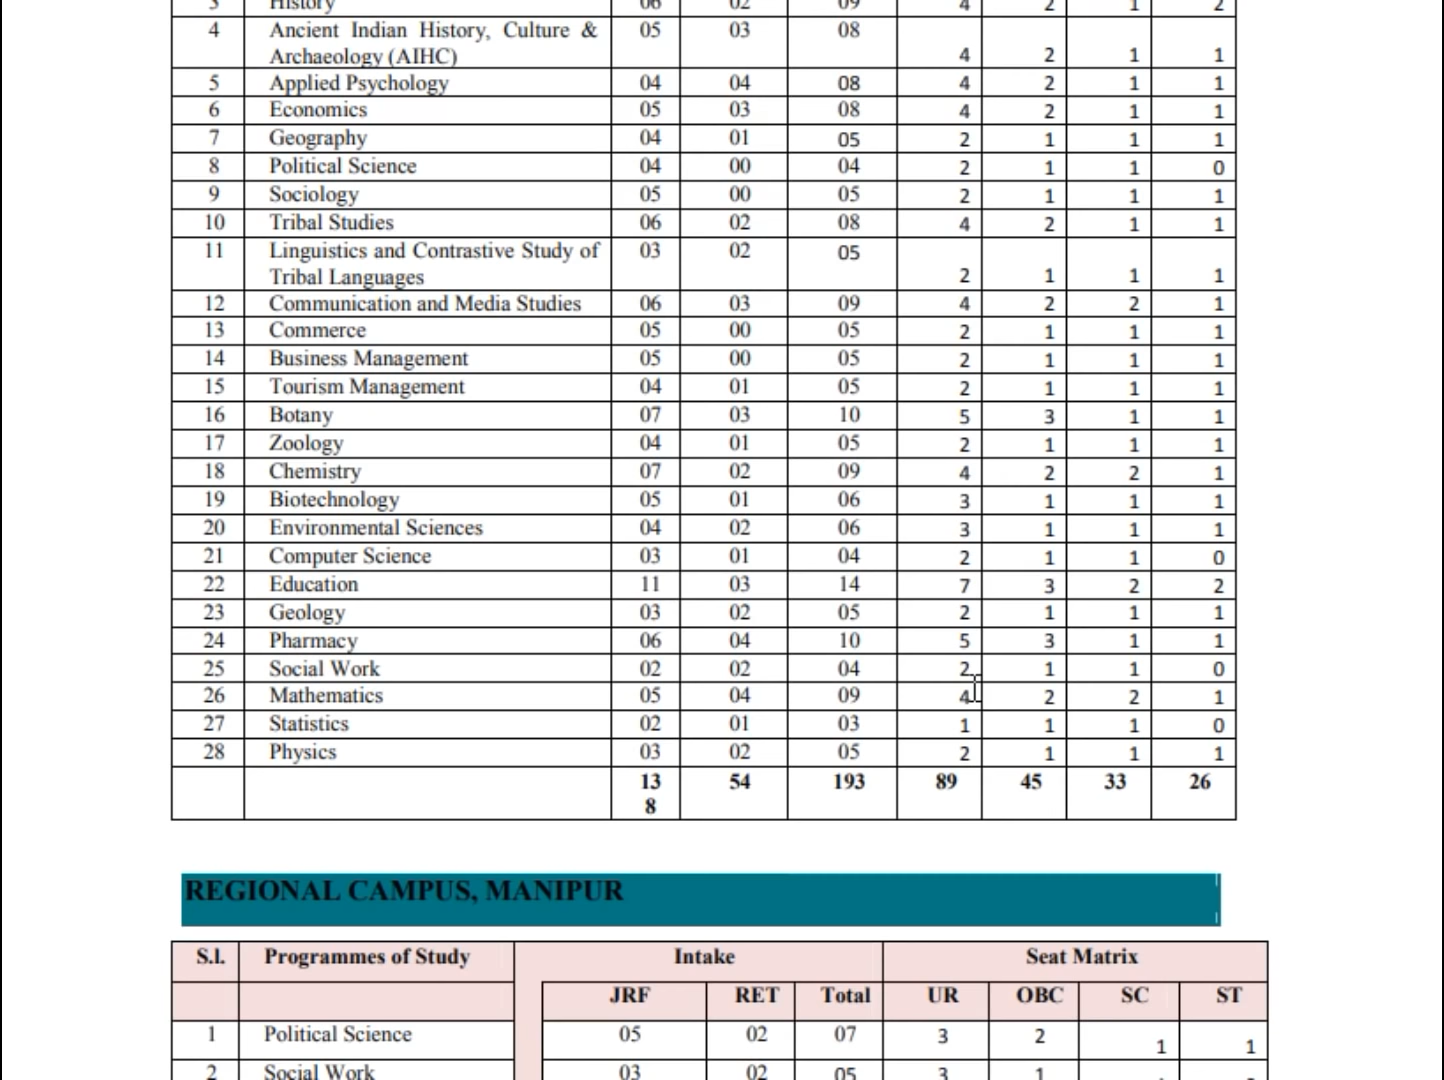 3 History 06 02 09 4 2 1 2
4 Ancient Indian History, Culture & 05 03 08
Archaeology (AIHC) 4 2 1 1
5 Applied Psychology 04 04 08 4 2 1 1
6 Economics 05 03 08 4 2 1 1
7 Geography 04 01 05 2 1 1 1
8 Political Science 04 00 04 2 1 1 0
9 Sociology 05 00 05 2 1 1 1
10 Tribal Studies 06 02 08 4 2 1 1
11 Linguistics and Contrastive Study of 03 02 05
Tribal Languages 2 1 1 1
12 Communication and Media Studies 06 03 09 4 2 2 1
13 Commerce 05 00 05 2 1 1 1
14 Business Management 05 00 05 2 1 1 1
15 Tourism Management 04 01 05 2 1 1 1
16 Botany 07 03 10 5 3 1 1
17 Zoology 04 01 05 2 1 1 1
18 Chemistry 07 02 09 4 2 2 1
19 Biotechnology 05 01 06 3 1 1 1
20 Environmental Sciences 04 02 06 3 1 1 1
21 Computer Science 03 01 04 2 1 1 0
22 Education 11 03 14 7 3 2 2
23 Geology 03 02 05 2 1 1 1
24 Pharmacy 06 04 10 5 3 1 1
25 Social Work 02 02 04 2 1 1 0
26 Mathematics 05 04 09 4 2 2 1
27 Statistics 02 01 03 1 1 1 0
28 Physics 03 02 05 2 1 1 1
13 54 193 89 45 33 26
8
REGIONAL CAMPUS, MANIPUR
S.l. Programmes of Study Intake Seat Matrix
JRF RET Total UR OBC SC ST
1 Political Science 05 02 07 3 2 1 1
2 Social Work 03 02 05 3 1